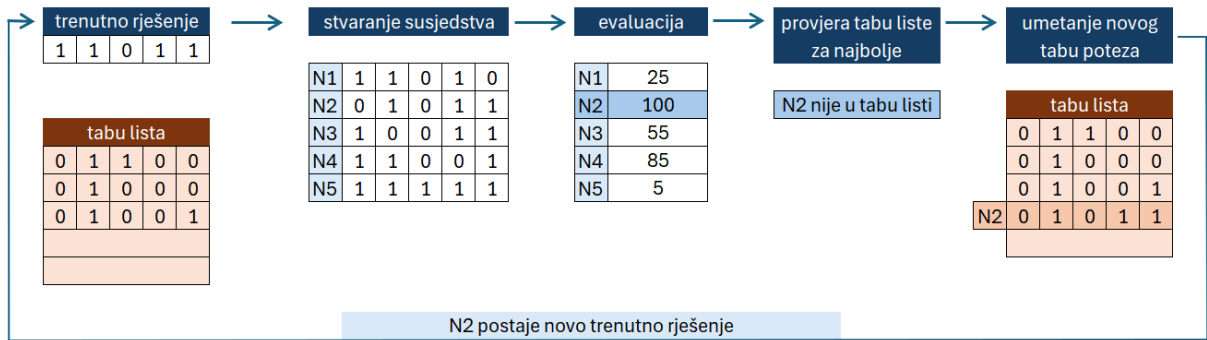 trenutno rješenje
1 1 0 1 1
tabu lista
0 1 1 0 0
0 1 0 0 0
0 1 0 0 1
stvaranje susjedstva
N1 1 1 0 1 0
N2 0 1 0 1 1
N3 1 0 0 1 1
N4 1 1 0 0 1
N5 1 1 1 1 1
evaluacija
N1 25
N2 100
N3 55
N4 85
N5 5
provjera tabu liste
za najbolje
N2 nije u tabu listi
umetanje novog
tabu poteza
tabu lista
0 1 1 0 0
0 1 0 0 0
0 1 0 0 1
N2 0 1 0 1 1
N2 postaje novo trenutno rješenje